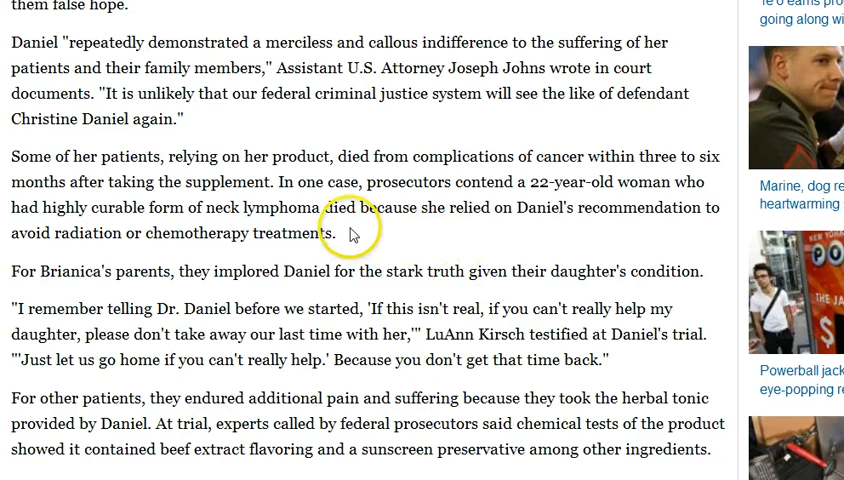 them false hope.
Daniel "repeatedly demonstrated a merciless and callous indifference to the suffering of her
patients and their family members," Assistant U.S. Attorney Joseph Johns wrote in court
documents. "It is unlikely that our federal criminal justice system will see the like of defendant
Christine Daniel again."
Some of her patients, relying on her product, died from complications of cancer within three to six
months after taking the supplement. In one case, prosecutors contend a 22-year-old woman who
had highly curable form of neck lymphoma died because she relied on Daniel's recommendation to
avoid radiation or chemotherapy treatments.
For Brianica's parents, they implored Daniel for the stark truth given their daughter's condition.
"I remember telling Dr. Daniel before we started, 'If this isn't real, if you can't really help my
daughter, please don't take away our last time with her,'" LuAnn Kirsch testified at Daniel's trial.
"'Just let us go home if you can't really help.' Because you don't get that time back."
For other patients, they endured additional pain and suffering because they took the herbal tonic
provided by Daniel. At trial, experts called by federal prosecutors said chemical tests of the product
showed it contained beef extract flavoring and a sunscreen preservative among other ingredients.
Te'o earns pro
going along wi
Marine, dog re
heartwarming
NEW YORK
PO
THE JA
$
Powerball jack
eye-popping re